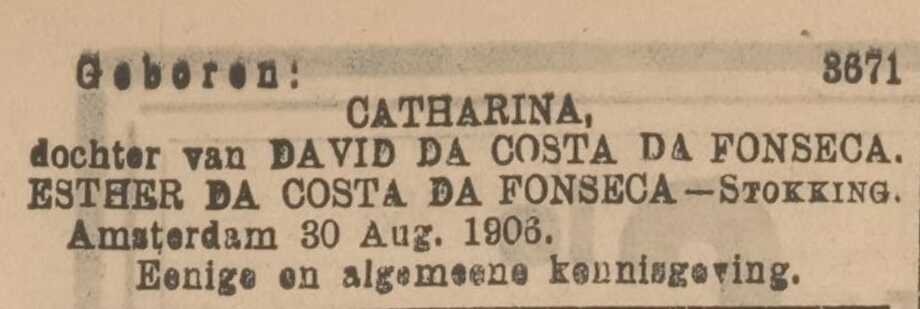 Geboren: 3671
CATHARINA,
dochter van DAVID DA COSTA DA FONSECA.
ESTHER DA COSTA DA FONSECA—STOKKING.
Amsterdam 30 Aug. 1906.
Eenige en algemeene kennisgeving.